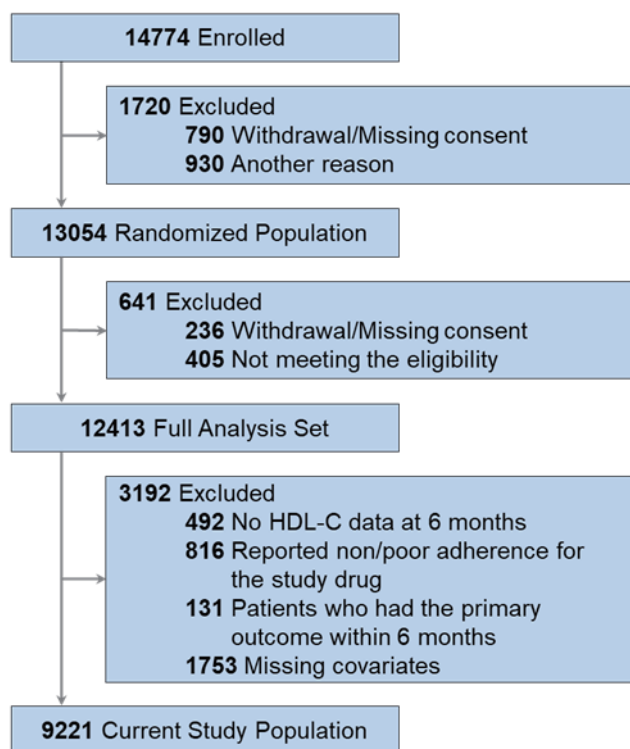 14774 Enrolled
1720 Excluded
790 Withdrawal/Missing consent
930 Another reason
13054 Randomized Population
641 Excluded
236 Withdrawal/Missing consent
405 Not meeting the eligibility
12413 Full Analysis Set
3192 Excluded
492 No HDL-C data at 6 months
816 Reported non/poor adherence for
the study drug
131 Patients who had the primary
outcome within 6 months
1753 Missing covariates
9221 Current Study Population